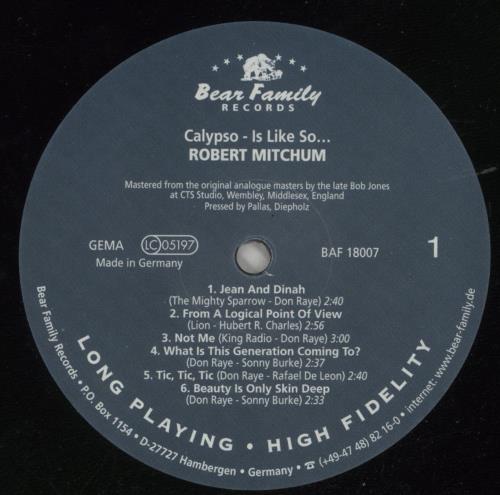 Bear Family
RECORDS
Calypso - Is Like So...
ROBERT MITCHUM
Mastered from the original analogue masters by the late Bob Jones
at CTS Studio, Wembley, Middlesex, England
Pressed by Pallas, Diepholz
GEMA LC 05197 BAF 18007 1
Made in Germany
1. Jean And Dinah
(The Mighty Sparrow - Don Raye) 2:40
2. From A Logical Point Of View
(Lion - Hubert R. Charles) 2:56
3. Not Me (King Radio - Don Raye) 3:00
4. What Is This Generation Coming To?
(Don Raye - Sonny Burke) 2:37
5. Tic, Tic, Tic (Don Raye - Rafael De Leon) 2:40
6. Beauty Is Only Skin Deep
(Don Raye - Sonny Burke) 2:33
LONG PLAYING • HIGH FIDELITY
Bear Family Records • P.O. Box 1154 • D-27727 Hambergen • Germany • ☎ (+49-47 48) 82 16-0 • internet: www.bear-family.de